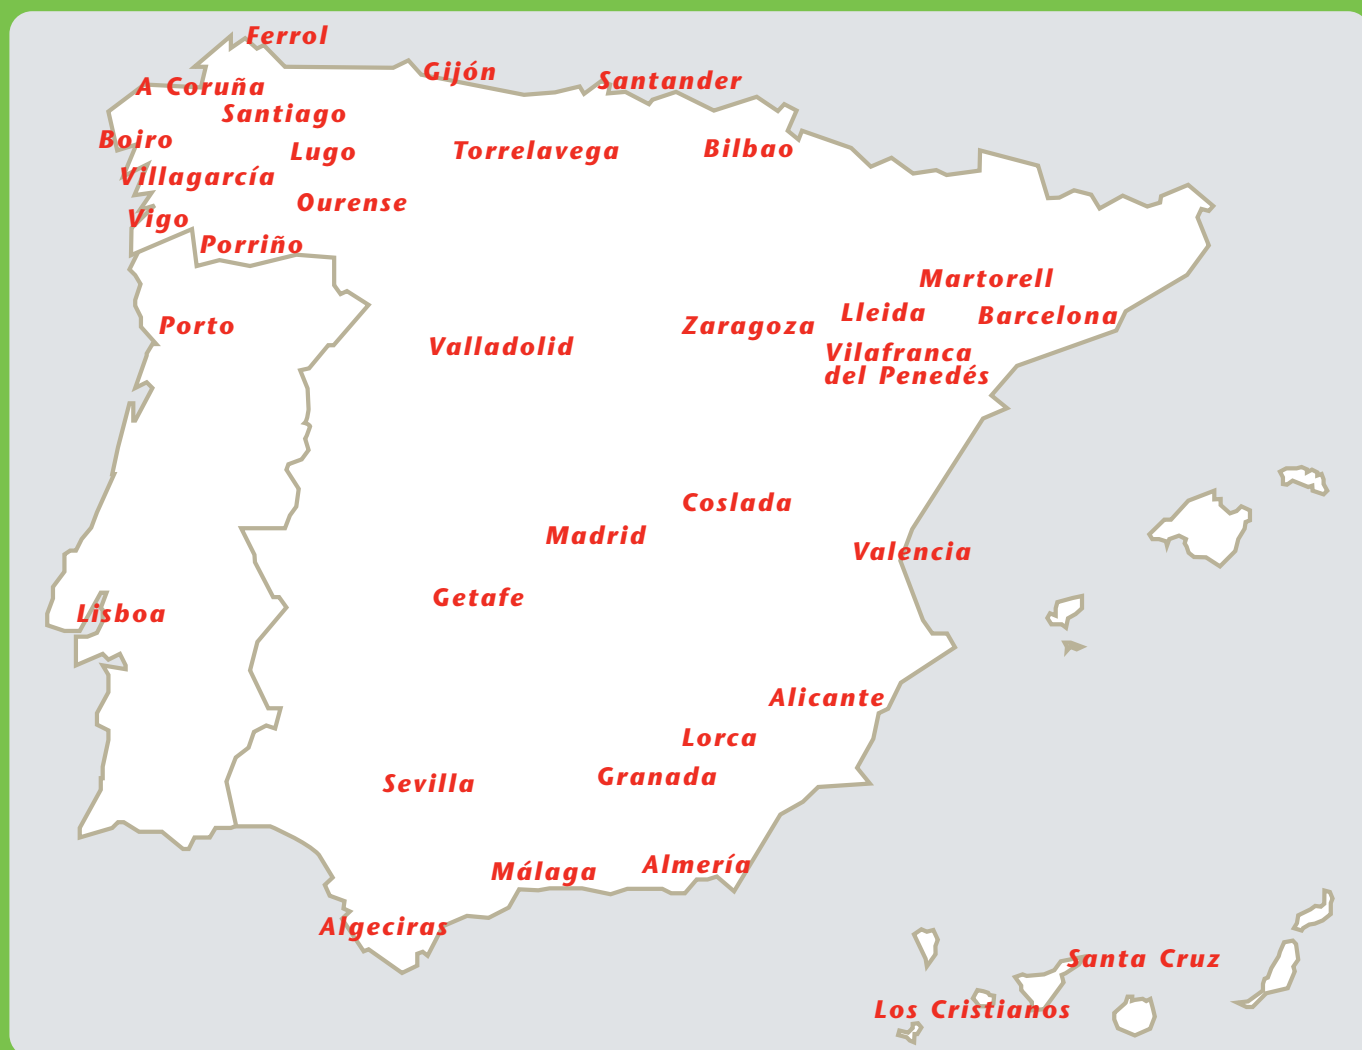 Ferrol
Gijón
Santander
A Coruña
Santiago
Boiro
Lugo
Torrelavega
Bilbao
Villagarcía
Ourense
Vigo
Porriño
Martorell
Lleida
Barcelona
Porto
Zaragoza
Valladolid
Vilafranca
del Penedés
Coslada
Madrid
Valencia
Getafe
Lisboa
Alicante
Lorca
Granada
Sevilla
Almería
Málaga
Algeciras
Santa Cruz
Los Cristianos